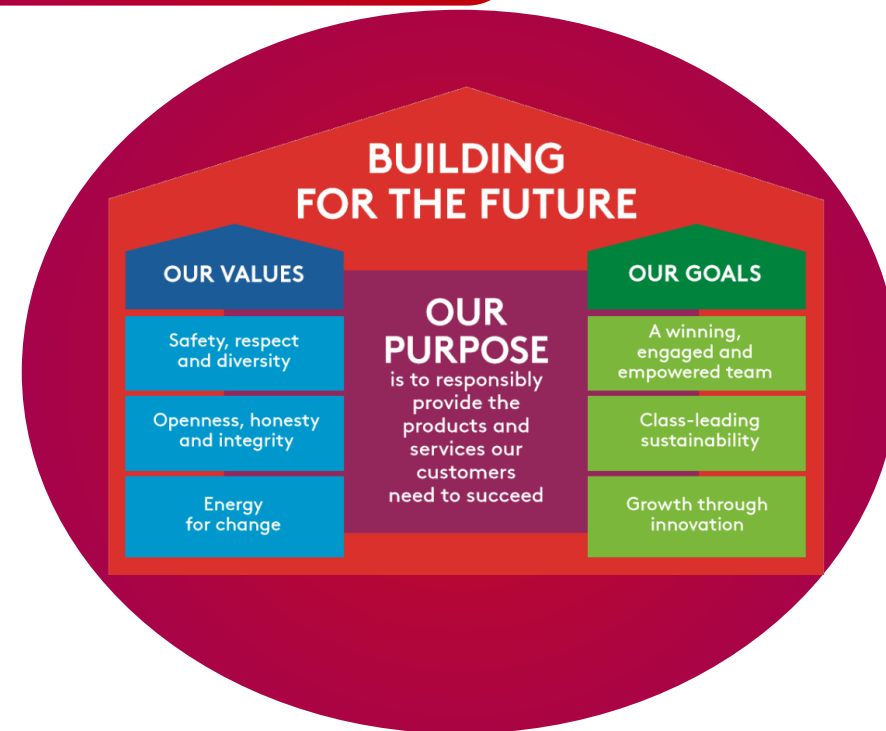 BUILDING
FOR THE FUTURE
OUR VALUES
Safety, respect
and diversity
Openness, honesty
and integrity
Energy
for change
OUR
PURPOSE
is to responsibly
provide the
products and
services our
customers
need to succeed
OUR GOALS
A winning,
engaged and
empowered team
Class-leading
sustainability
Growth through
innovation